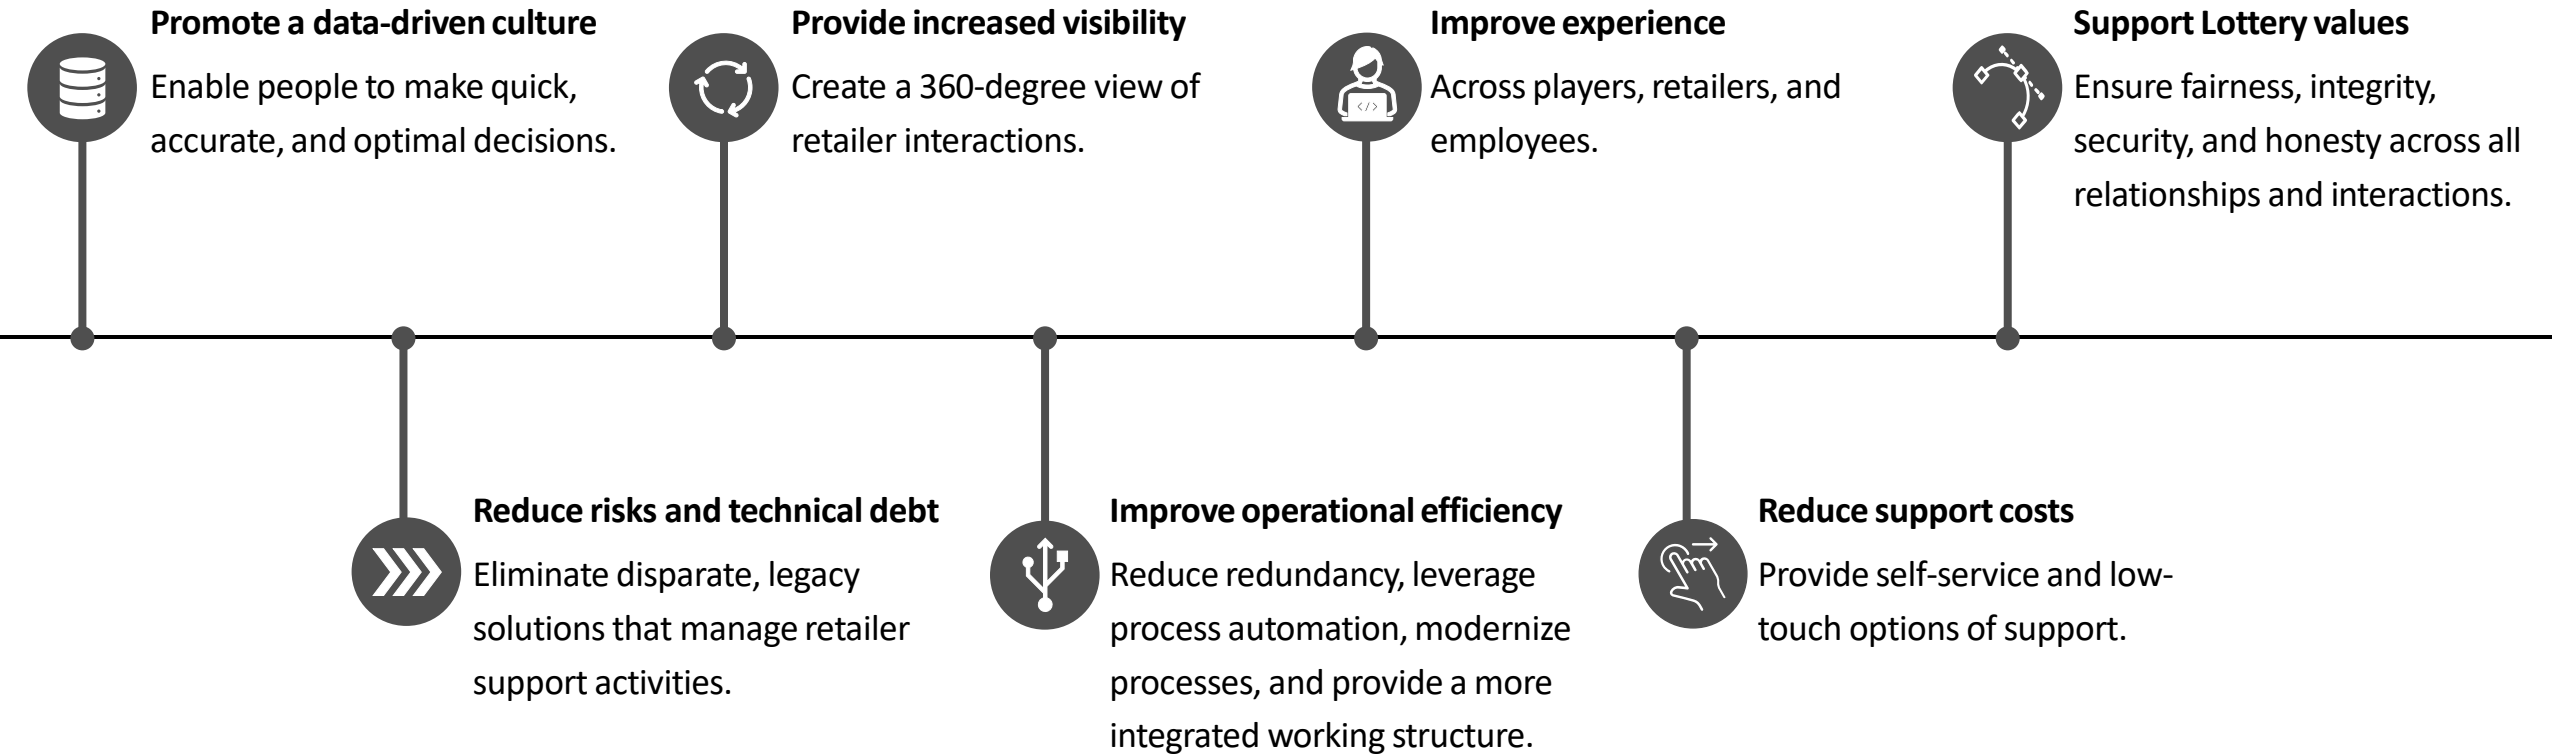 Promote a data-driven culture
Enable people to make quick,
accurate, and optimal decisions.
Provide increased visibility
Create a 360-degree view of
retailer interactions.
Improve experience
Across players, retailers, and
employees.
Support Lottery values
Ensure fairness, integrity,
security, and honesty across all
relationships and interactions.
Reduce risks and technical debt
Eliminate disparate, legacy
solutions that manage retailer
support activities.
Improve operational efficiency
Reduce redundancy, leverage
process automation, modernize
processes, and provide a more
integrated working structure.
Reduce support costs
Provide self-service and low-
touch options of support.